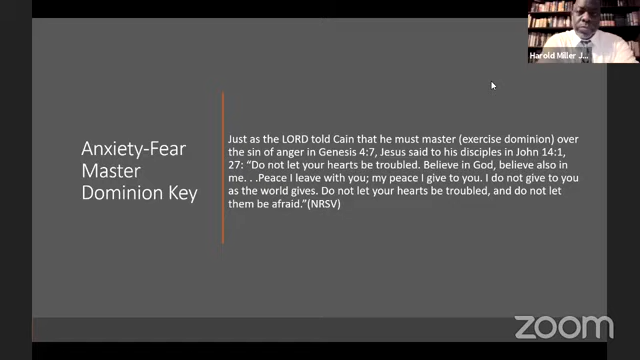 Harold Miller J...
Anxiety-Fear
Master
Dominion Key
Just as the LORD told Cain that he must master (exercise dominion) over
the sin of anger in Genesis 4:7, Jesus said to his disciples in John 14:1,
27: “Do not let your hearts be troubled. Believe in God, believe also in
me. . .Peace I leave with you; my peace I give to you. I do not give to you
as the world gives. Do not let your hearts be troubled, and do not let
them be afraid.”(NRSV)
zoom